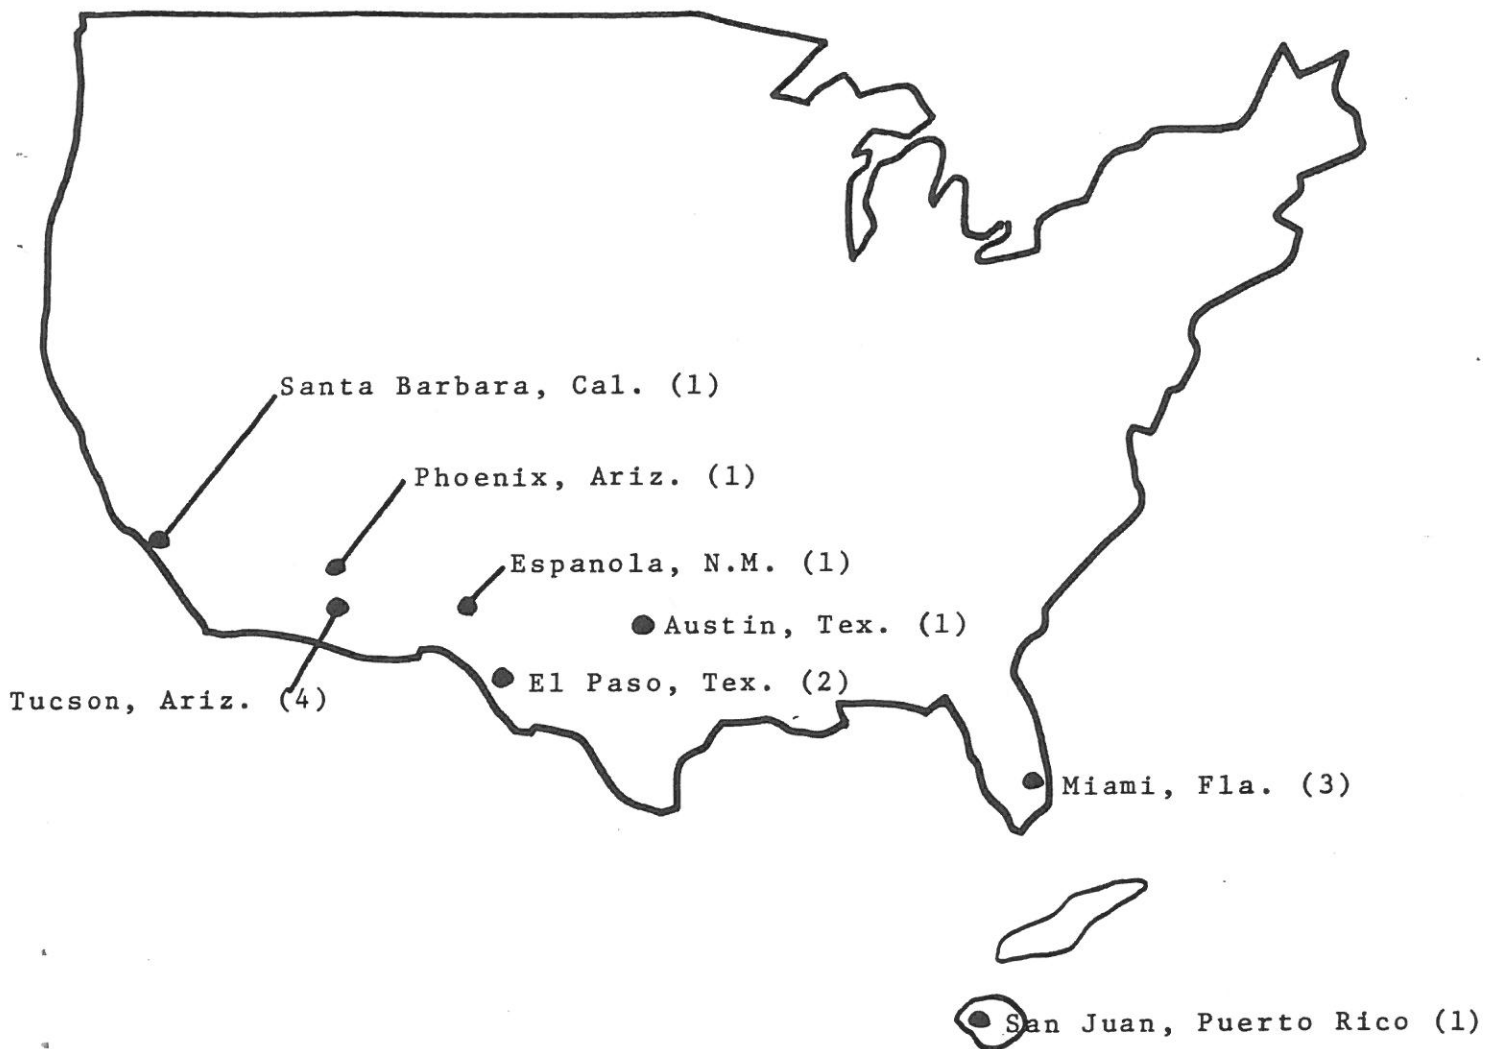 Santa Barbara, Cal. (1)
Phoenix, Ariz. (1)
Espanola, N.M. (1)
Austin, Tex. (1)
El Paso, Tex. (2)
Tucson, Ariz. (4)
Miami, Fla. (3)
San Juan, Puerto Rico (1)